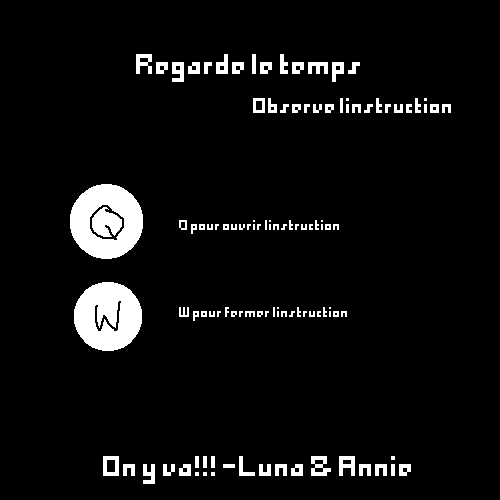 Regarde le temps
Observe linstruction
Q
Q pour ouvrir linstruction
W
W pour fermer linstruction
On y va!!! -Luna & Annie